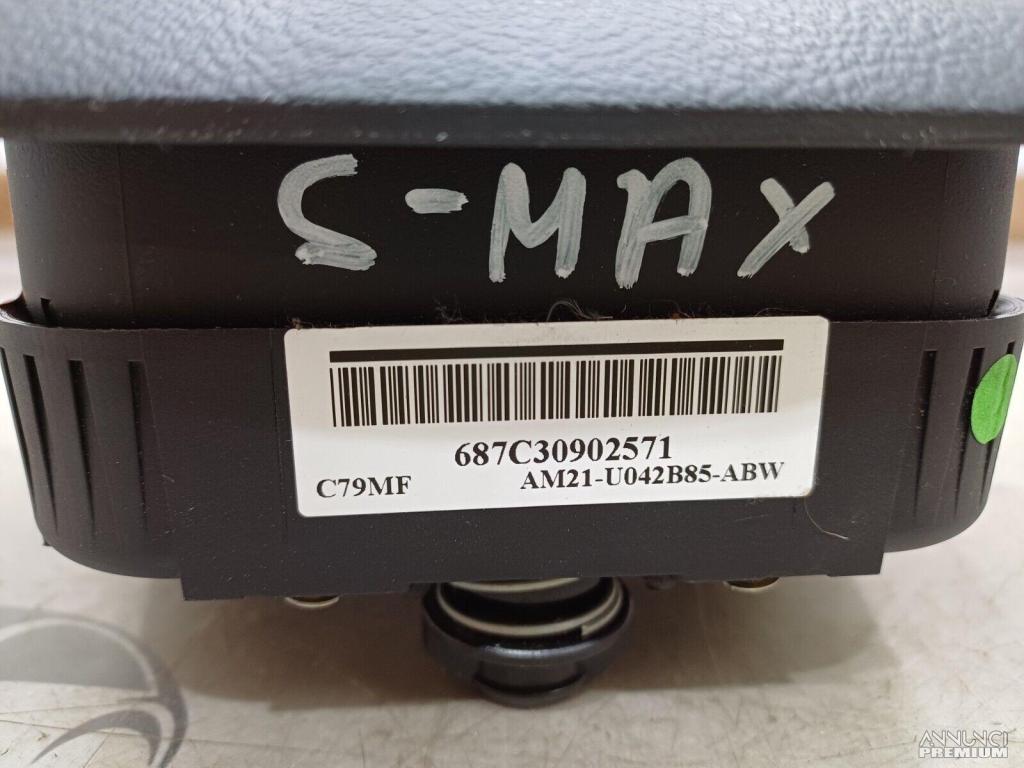 S-MAX
687C30902571
C79MF AM21-U042B85-ABW
ANNUNCI
PREMIUM